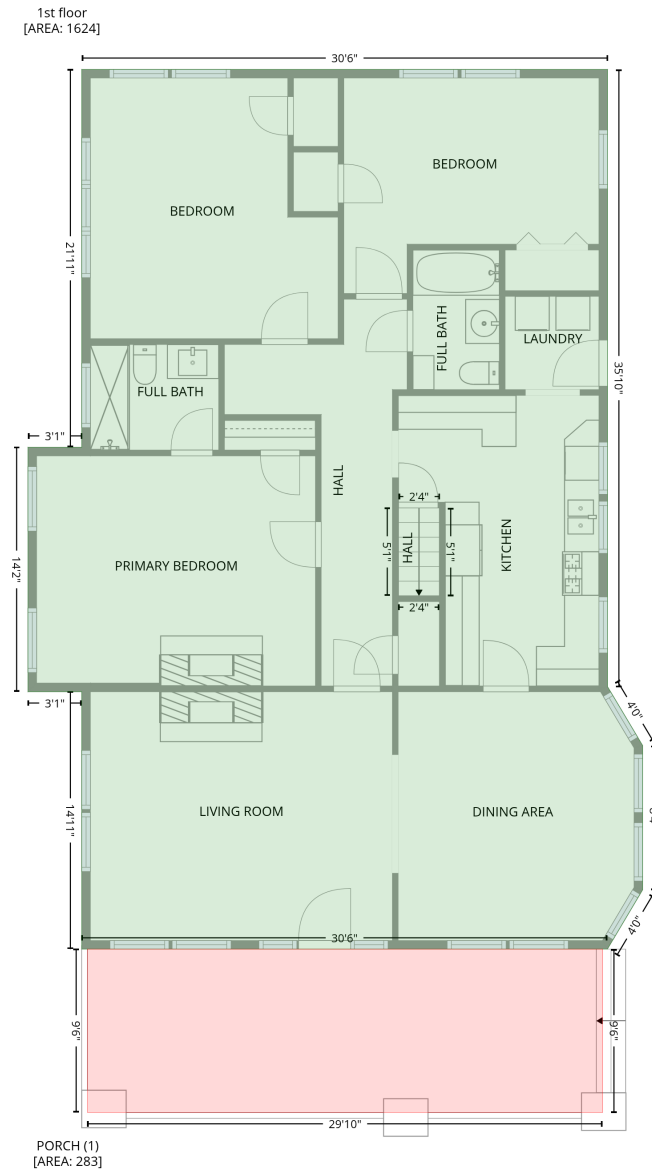 1st floor
[AREA: 1624]
30'6"
BEDROOM
BEDROOM
21'11"
FULL BATH
LAUNDRY
35'10"
FULL BATH
3'1"
HALL
2'4"
5'1"
HALL
5'1"
KITCHEN
14'2"
PRIMARY BEDROOM
2'4"
3'1"
4'0"
14'11"
LIVING ROOM
DINING AREA
4'0"
30'6"
9'6"
9'6"
29'10"
PORCH (1)
[AREA: 283]